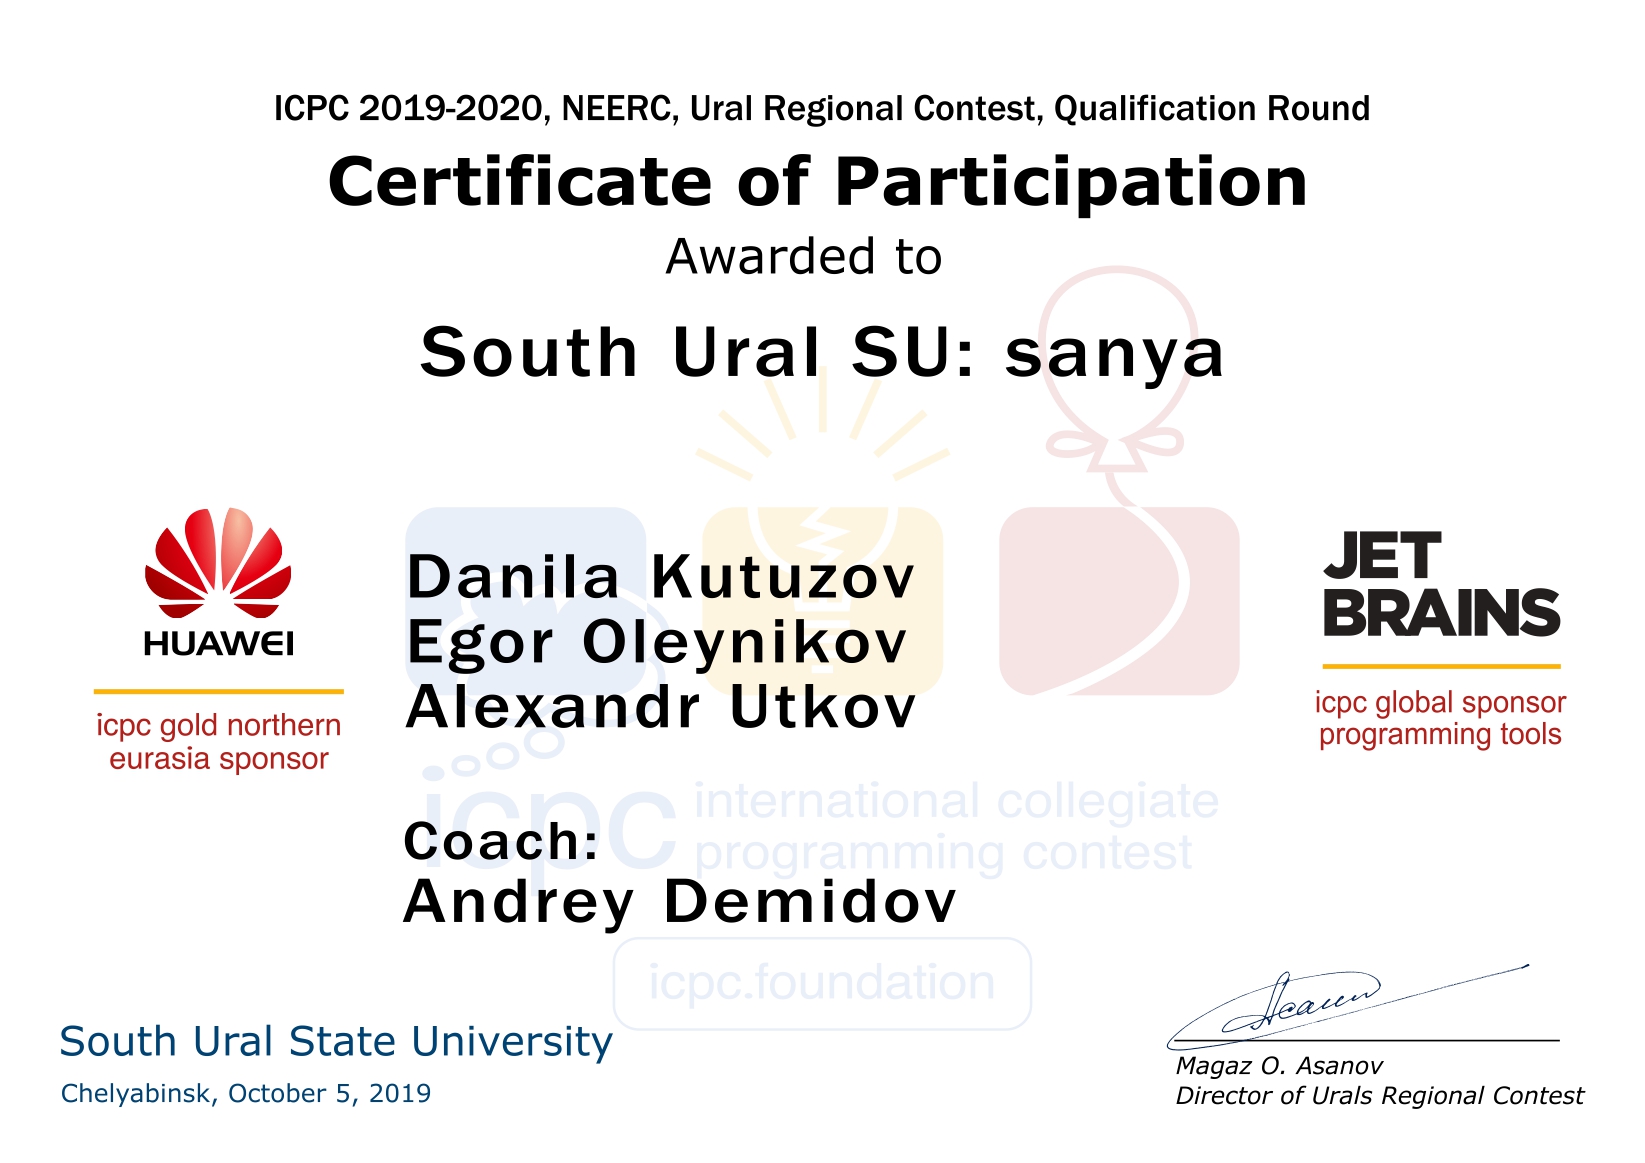 ICPC 2019-2020, NEERC, Ural Regional Contest, Qualification Round
Certificate of Participation
Awarded to
South Ural SU: sanya
HUAWEI
icpc gold northern
eurasia sponsor
Danila Kutuzov
Egor Oleynikov
Alexandr Utkov
JET
BRAINS
icpc global sponsor
programming tools
icpc
international collegiate
programming contest
Coach:
Andrey Demidov
icpc.foundation
South Ural State University
Chelyabinsk, October 5, 2019
Magaz O. Asanov
Director of Urals Regional Contest